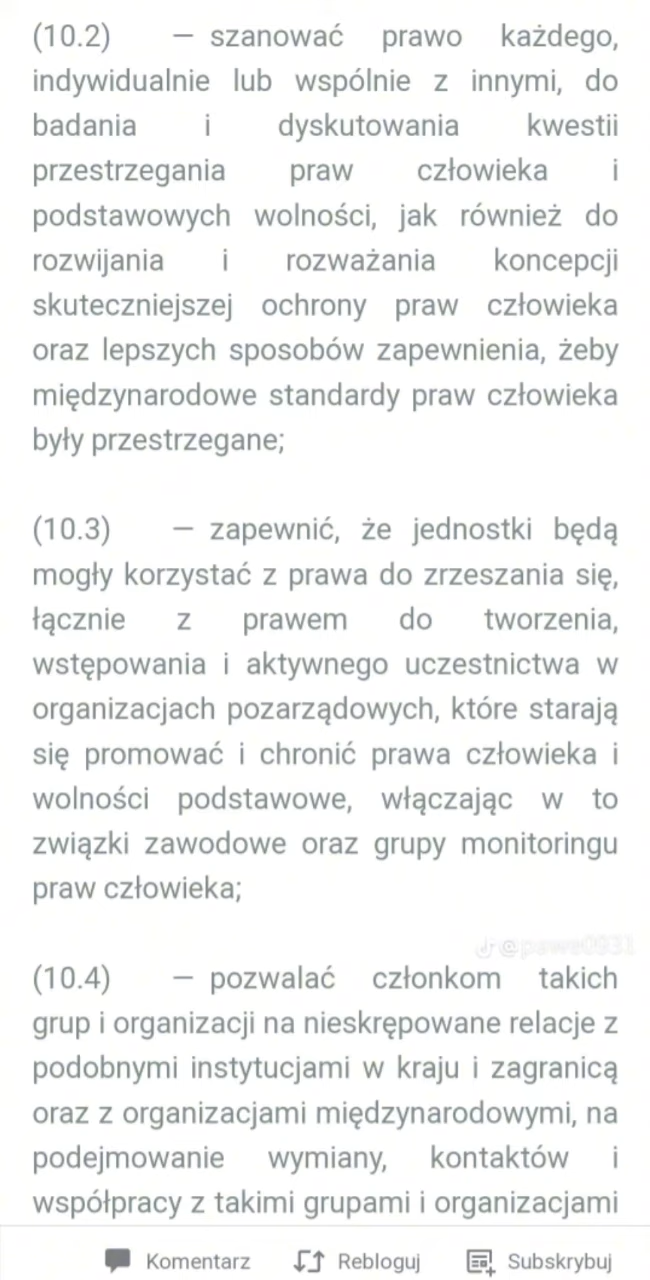 (10.2) — szanować prawo każdego,
indywidualnie lub wspólnie z innymi, do
badania i dyskutowania kwestii
przestrzegania praw człowieka i
podstawowych wolności, jak również do
rozwijania i rozważania koncepcji
skuteczniejszej ochrony praw człowieka
oraz lepszych sposobów zapewnienia, żeby
międzynarodowe standardy praw człowieka
były przestrzegane;
(10.3) — zapewnić, że jednostki będą
mogły korzystać z prawa do zrzeszania się,
łącznie z prawem do tworzenia,
wstępowania i aktywnego uczestnictwa w
organizacjach pozarządowych, które starają
się promować i chronić prawa człowieka i
wolności podstawowe, włączając w to
związki zawodowe oraz grupy monitoringu
praw człowieka;
@pawe0931
(10.4) — pozwalać członkom takich
grup i organizacji na nieskrępowane relacje z
podobnymi instytucjami w kraju i zagranicą
oraz z organizacjami międzynarodowymi, na
podejmowanie wymiany, kontaktów i
współpracy z takimi grupami i organizacjami
Komentarz Rebloguj Subskrybuj